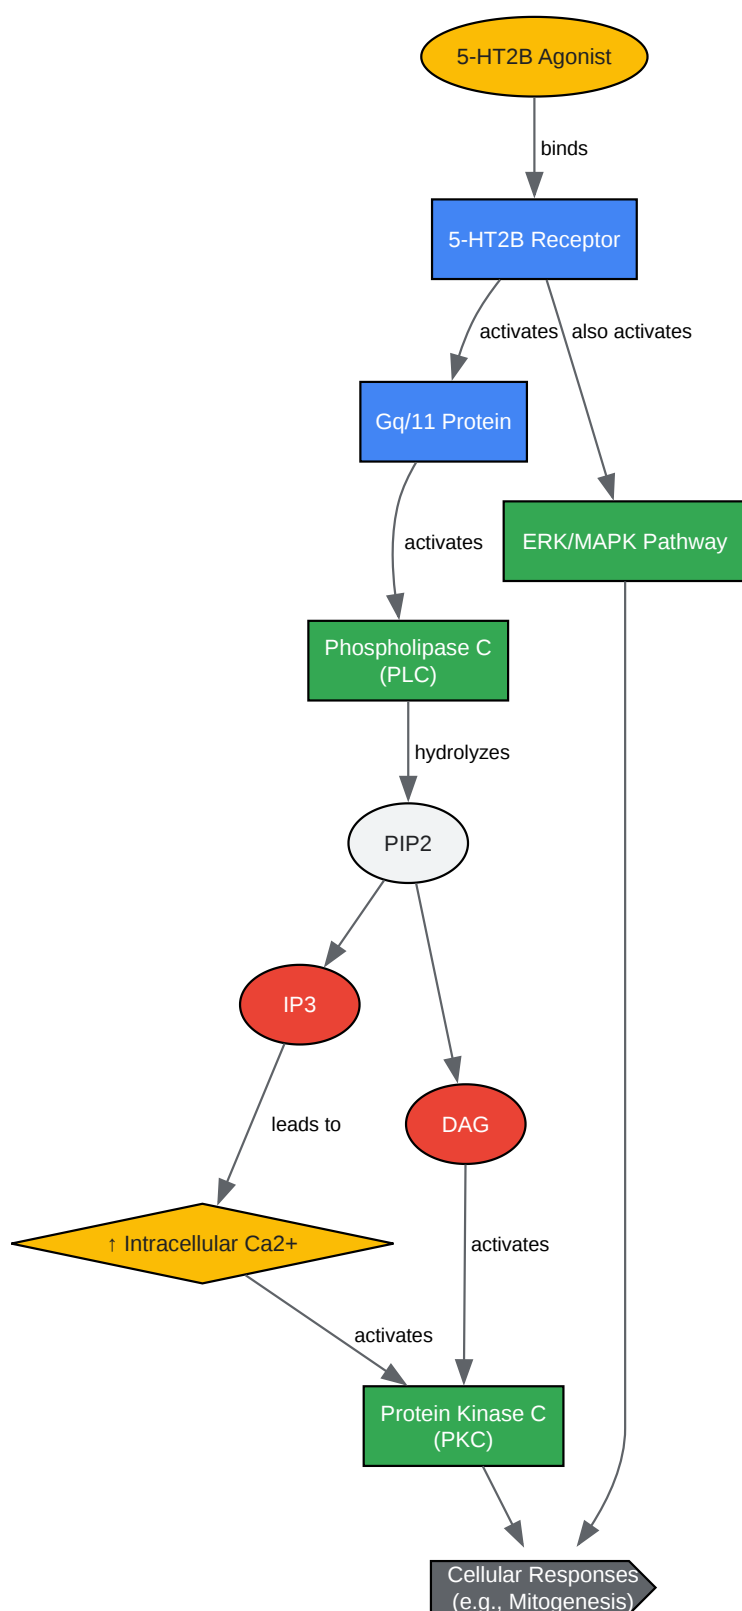 5-HT2B Agonist
binds
5-HT2B Receptor
activates
also activates
Gq/11 Protein
ERK/MAPK Pathway
activates
Phospholipase C
(PLC)
hydrolyzes
PIP2
IP3
DAG
leads to
↑ Intracellular Ca2+
activates
activates
Protein Kinase C
(PKC)
Cellular Responses
(e.g., Mitogenesis)